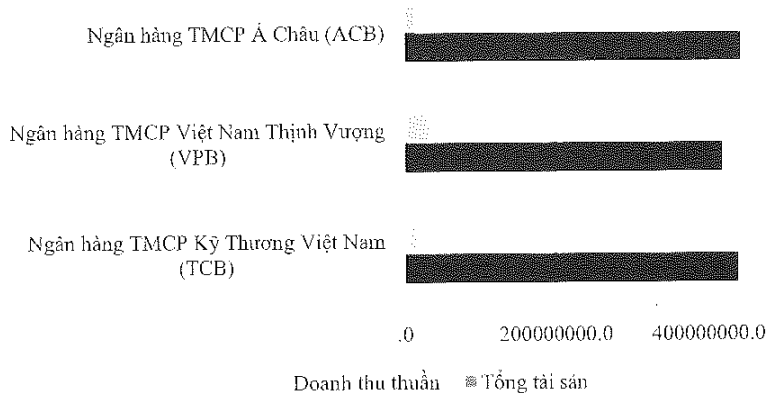 Ngân hàng TMCP Á Châu (ACB)
Ngân hàng TMCP Việt Nam Thịnh Vượng
(VPB)
Ngân hàng TMCP Kỹ Thương Việt Nam
(TCB)
.0 200000000.0 400000000.0
Doanh thu thuần Tổng tài sản